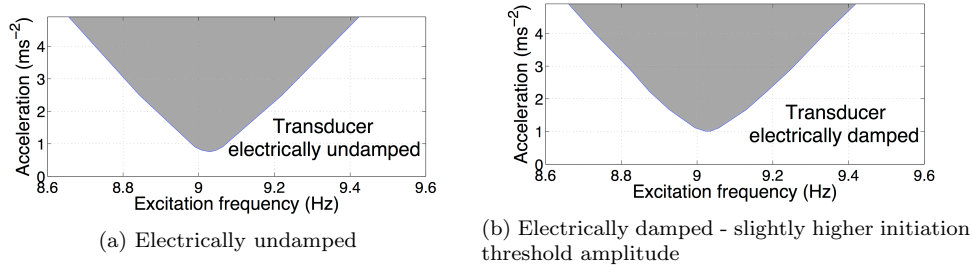 Acceleration (ms⁻²)
4
3
2
1
0
Transducer
electrically undamped
8.6 8.8 9 9.2 9.4 9.6
Excitation frequency (Hz)
(a) Electrically undamped
Acceleration (ms⁻²)
4
3
2
1
0
Transducer
electrically damped
8.6 8.8 9 9.2 9.4 9.6
Excitation frequency (Hz)
(b) Electrically damped - slightly higher initiation
threshold amplitude